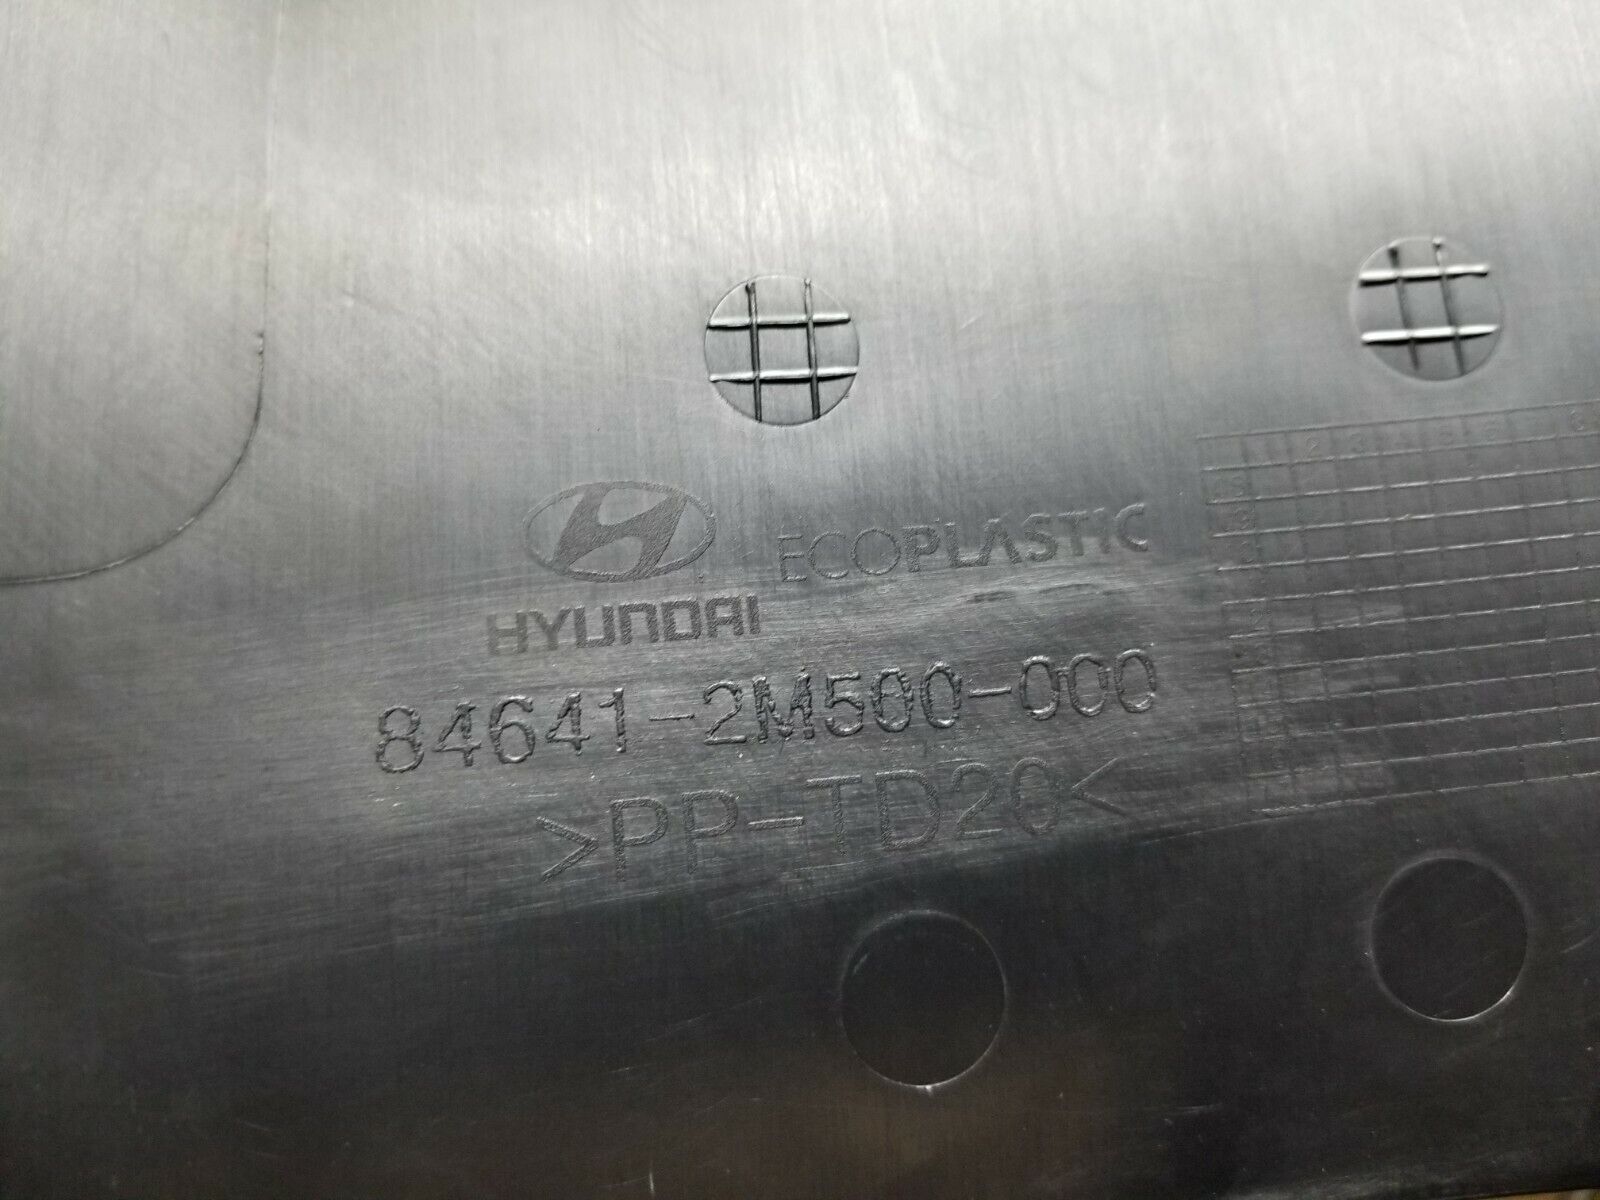 ECOPLASTIC
HYUNDAI
84641-2M500-000
>PP-TD20<